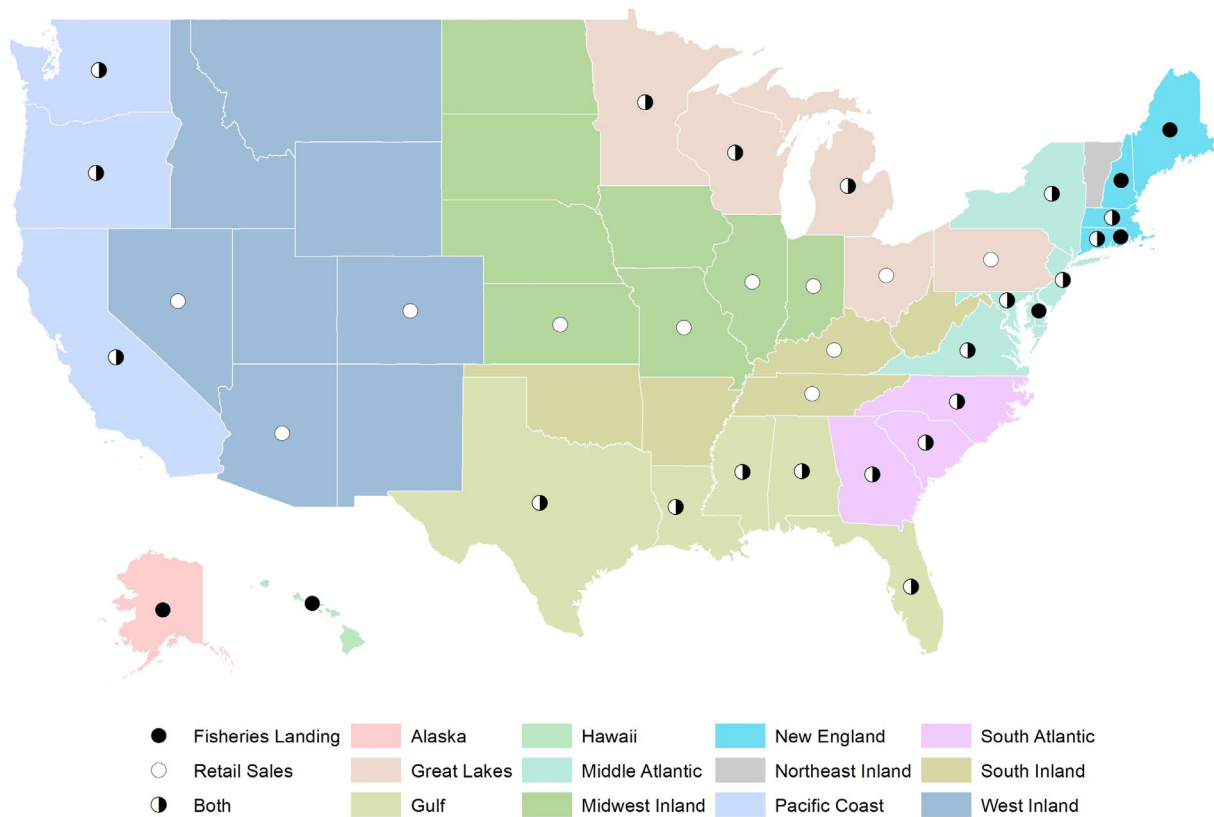 Fisheries Landing Alaska Hawaii New England South Atlantic
Retail Sales Great Lakes Middle Atlantic Northeast Inland South Inland
Both Gulf Midwest Inland Pacific Coast West Inland